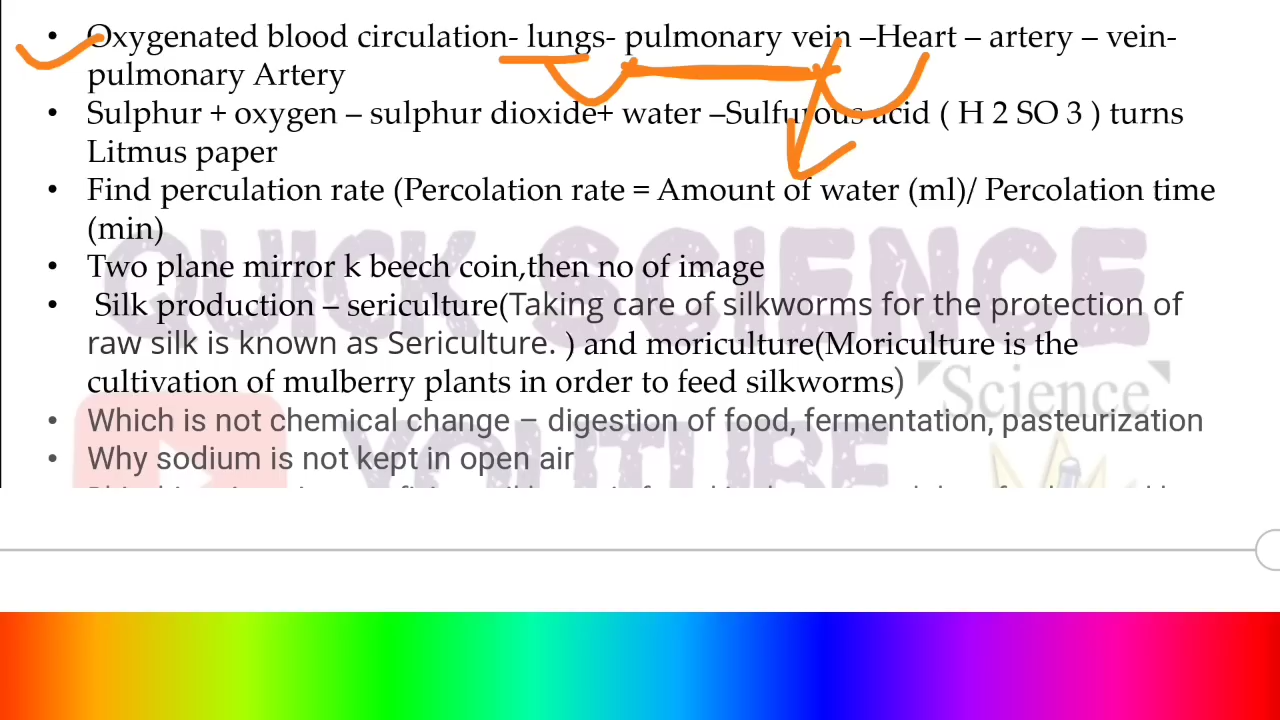 • Oxygenated blood circulation- lungs- pulmonary vein –Heart – artery – vein-
pulmonary Artery
• Sulphur + oxygen – sulphur dioxide+ water –Sulfurous acid ( H 2 SO 3 ) turns
Litmus paper
• Find perculation rate (Percolation rate = Amount of water (ml)/ Percolation time
(min)
• Two plane mirror k beech coin,then no of image
• Silk production – sericulture(Taking care of silkworms for the protection of
raw silk is known as Sericulture. ) and moriculture(Moriculture is the
cultivation of mulberry plants in order to feed silkworms)
• Which is not chemical change – digestion of food, fermentation, pasteurization
• Why sodium is not kept in open air
QUICK SCIENCE
Science
YOUTUBE